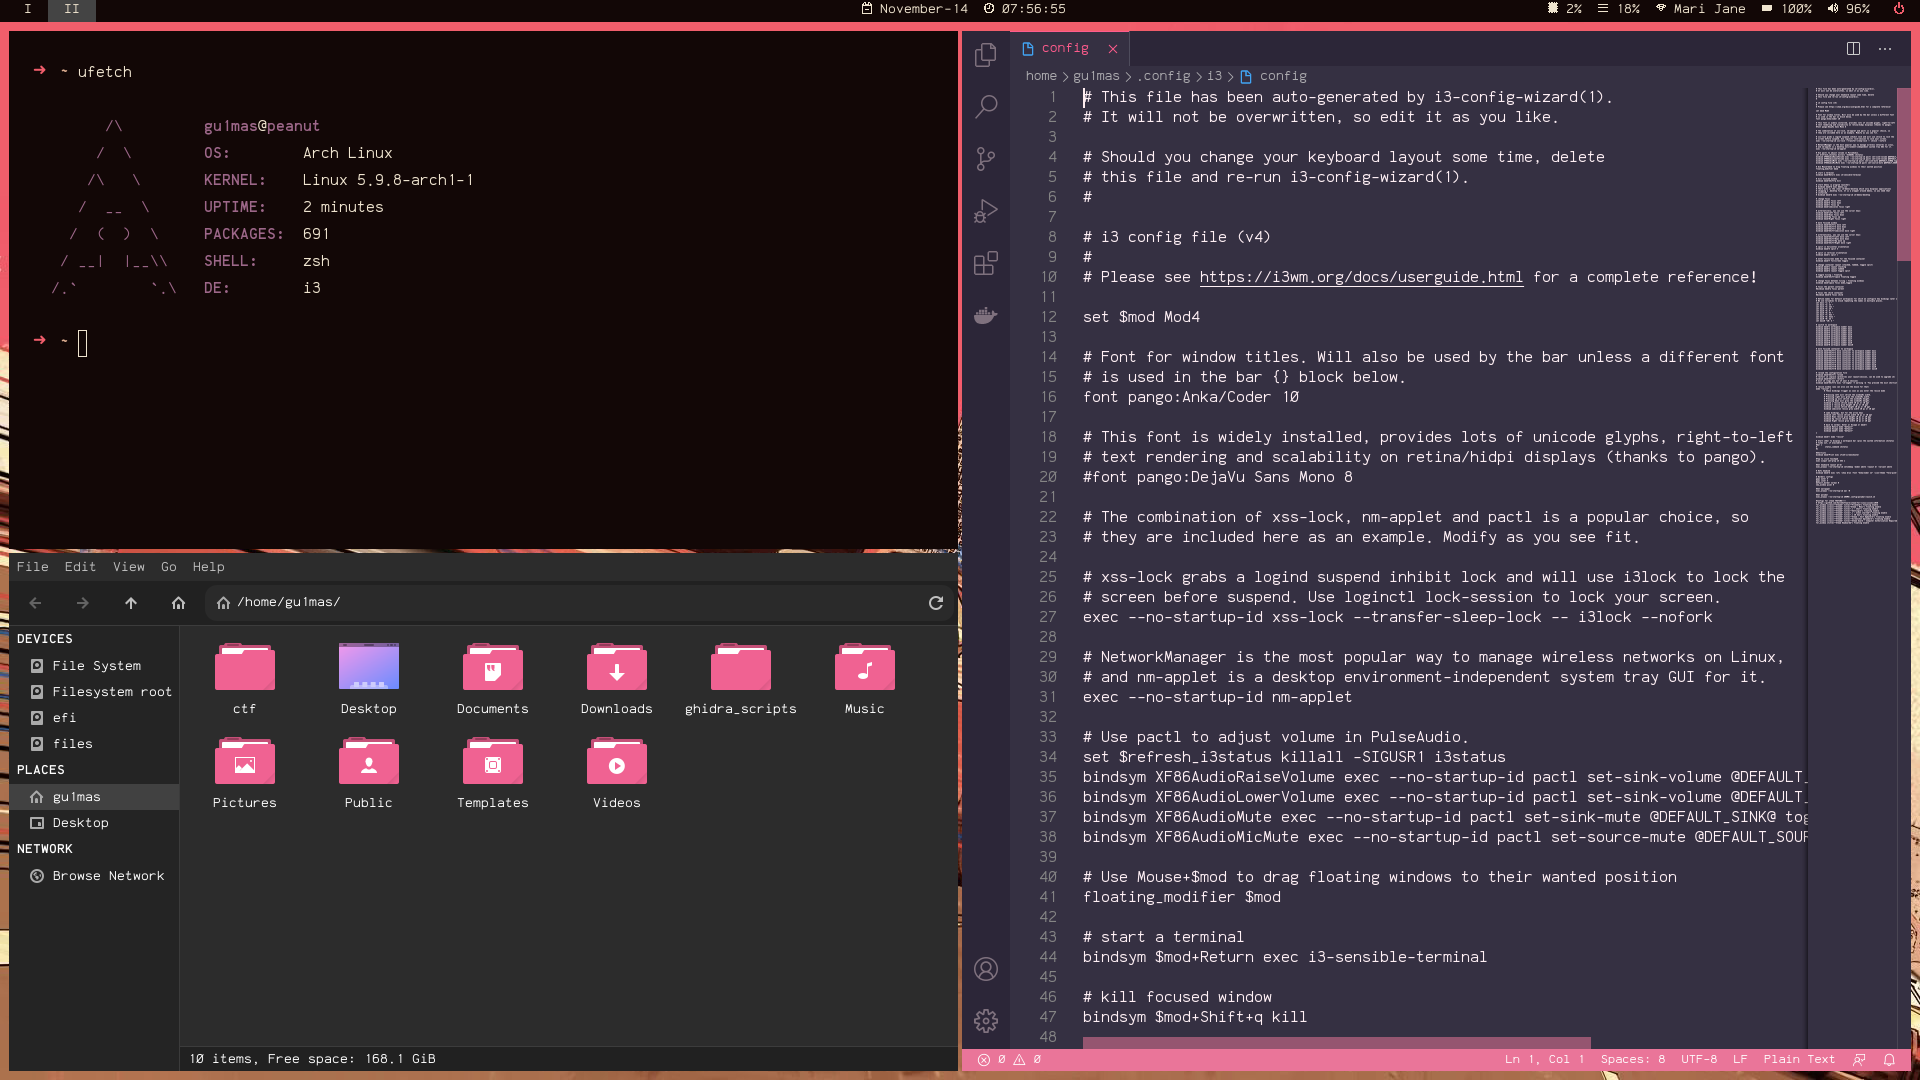 I II November-14 07:56:55 2% 18% Mari Jane 100% 96%
➜ ~ ufetch
/\ gu1mas@peanut
/ \ OS: Arch Linux
/\ \ KERNEL: Linux 5.9.8-arch1-1
/ __ \ UPTIME: 2 minutes
/ ( ) \ PACKAGES: 691
/ __| |__\\ SHELL: zsh
/.` `.\ DE: i3
➜ ~
File Edit View Go Help
/home/gu1mas/
DEVICES
File System
Filesystem root
efi
files
PLACES
gu1mas
Desktop
NETWORK
Browse Network
ctf Desktop Documents Downloads ghidra_scripts Music
Pictures Public Templates Videos
10 items, Free space: 168.1 GiB
config
home > gu1mas > .config > i3 > config
1 # This file has been auto-generated by i3-config-wizard(1).
2 # It will not be overwritten, so edit it as you like.
3
4 # Should you change your keyboard layout some time, delete
5 # this file and re-run i3-config-wizard(1).
6 #
7
8 # i3 config file (v4)
9 #
10 # Please see https://i3wm.org/docs/userguide.html for a complete reference!
11
12 set $mod Mod4
13
14 # Font for window titles. Will also be used by the bar unless a different font
15 # is used in the bar {} block below.
16 font pango:Anka/Coder 10
17
18 # This font is widely installed, provides lots of unicode glyphs, right-to-left
19 # text rendering and scalability on retina/hidpi displays (thanks to pango).
20 #font pango:DejaVu Sans Mono 8
21
22 # The combination of xss-lock, nm-applet and pactl is a popular choice, so
23 # they are included here as an example. Modify as you see fit.
24
25 # xss-lock grabs a logind suspend inhibit lock and will use i3lock to lock the
26 # screen before suspend. Use loginctl lock-session to lock your screen.
27 exec --no-startup-id xss-lock --transfer-sleep-lock -- i3lock --nofork
28
29 # NetworkManager is the most popular way to manage wireless networks on Linux,
30 # and nm-applet is a desktop environment-independent system tray GUI for it.
31 exec --no-startup-id nm-applet
32
33 # Use pactl to adjust volume in PulseAudio.
34 set $refresh_i3status killall -SIGUSR1 i3status
35 bindsym XF86AudioRaiseVolume exec --no-startup-id pactl set-sink-volume @DEFAULT_
36 bindsym XF86AudioLowerVolume exec --no-startup-id pactl set-sink-volume @DEFAULT_
37 bindsym XF86AudioMute exec --no-startup-id pactl set-sink-mute @DEFAULT_SINK@ tog
38 bindsym XF86AudioMicMute exec --no-startup-id pactl set-source-mute @DEFAULT_SOUR
39
40 # Use Mouse+$mod to drag floating windows to their wanted position
41 floating_modifier $mod
42
43 # start a terminal
44 bindsym $mod+Return exec i3-sensible-terminal
45
46 # kill focused window
47 bindsym $mod+Shift+q kill
48
0 0 Ln 1, Col 1 Spaces: 8 UTF-8 LF Plain Text